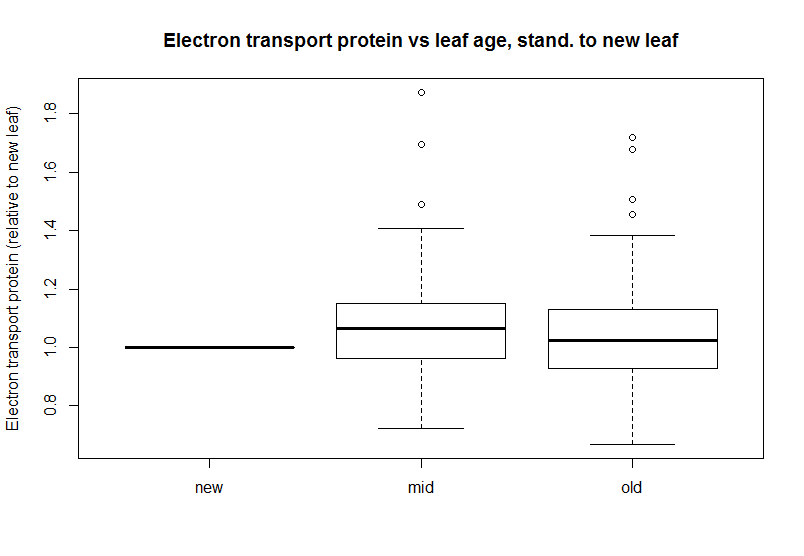 Electron transport protein vs leaf age, stand. to new leaf
Electron transport protein (relative to new leaf)
1.8
1.6
1.4
1.2
1.0
0.8
new mid old